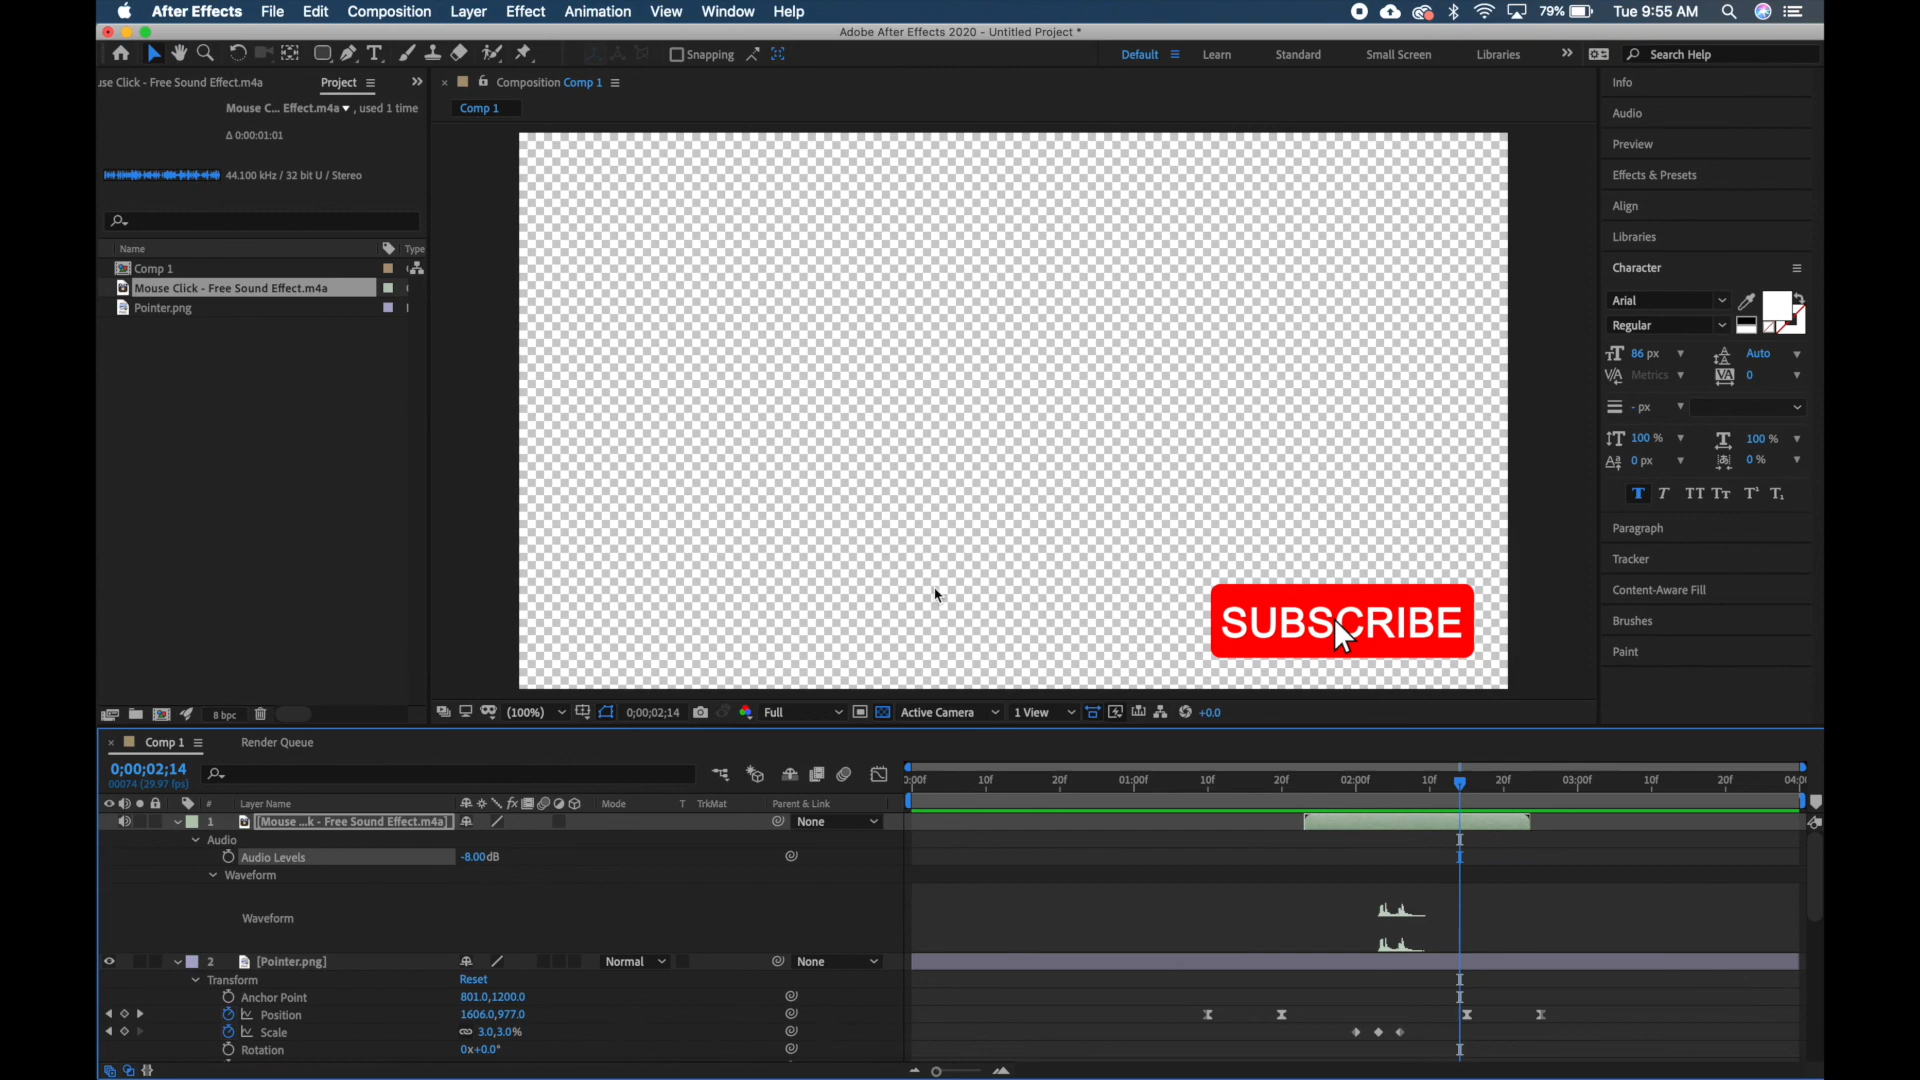 After Effects File Edit Composition Layer Effect Animation View Window Help 79% Tue 9:55 AM
Adobe After Effects 2020 - Untitled Project *
T Snapping Default Learn Standard Small Screen Libraries Search Help
use Click - Free Sound Effect.m4a Project Composition Comp 1 Info
Comp 1
Mouse C... Effect.m4a ▼, used 1 time
Δ 0:00:01:01
44.100 kHz / 32 bit U / Stereo
Name Type
Comp 1
Mouse Click - Free Sound Effect.m4a
Pointer.png
Audio
Preview
Effects & Presets
Align
Libraries
Character
Arial
Regular
86 px Auto
Metrics 0
- px
100 % 100 %
0 px 0 %
T T TT Tт T¹ T₁
Paragraph
Tracker
Content-Aware Fill
Brushes
Paint
SUBSCRIBE
8 bpc (100%) 0;00;02;14 Full Active Camera 1 View +0.0
Comp 1 Render Queue
0;00;02;14
00074 (29.97 fps)
0:00f 10f 20f 01:00f 10f 20f 02:00f 10f 20f 03:00f 10f 20f 04:0
# Layer Name fx Mode T TrkMat Parent & Link
1 [Mouse ...k - Free Sound Effect.m4a] None
Audio
Audio Levels -8.00dB
Waveform
Waveform
2 [Pointer.png] Normal None
Transform Reset
Anchor Point 801.0,1200.0
Position 1606.0,977.0
Scale 3.0,3.0%
Rotation 0x+0.0°